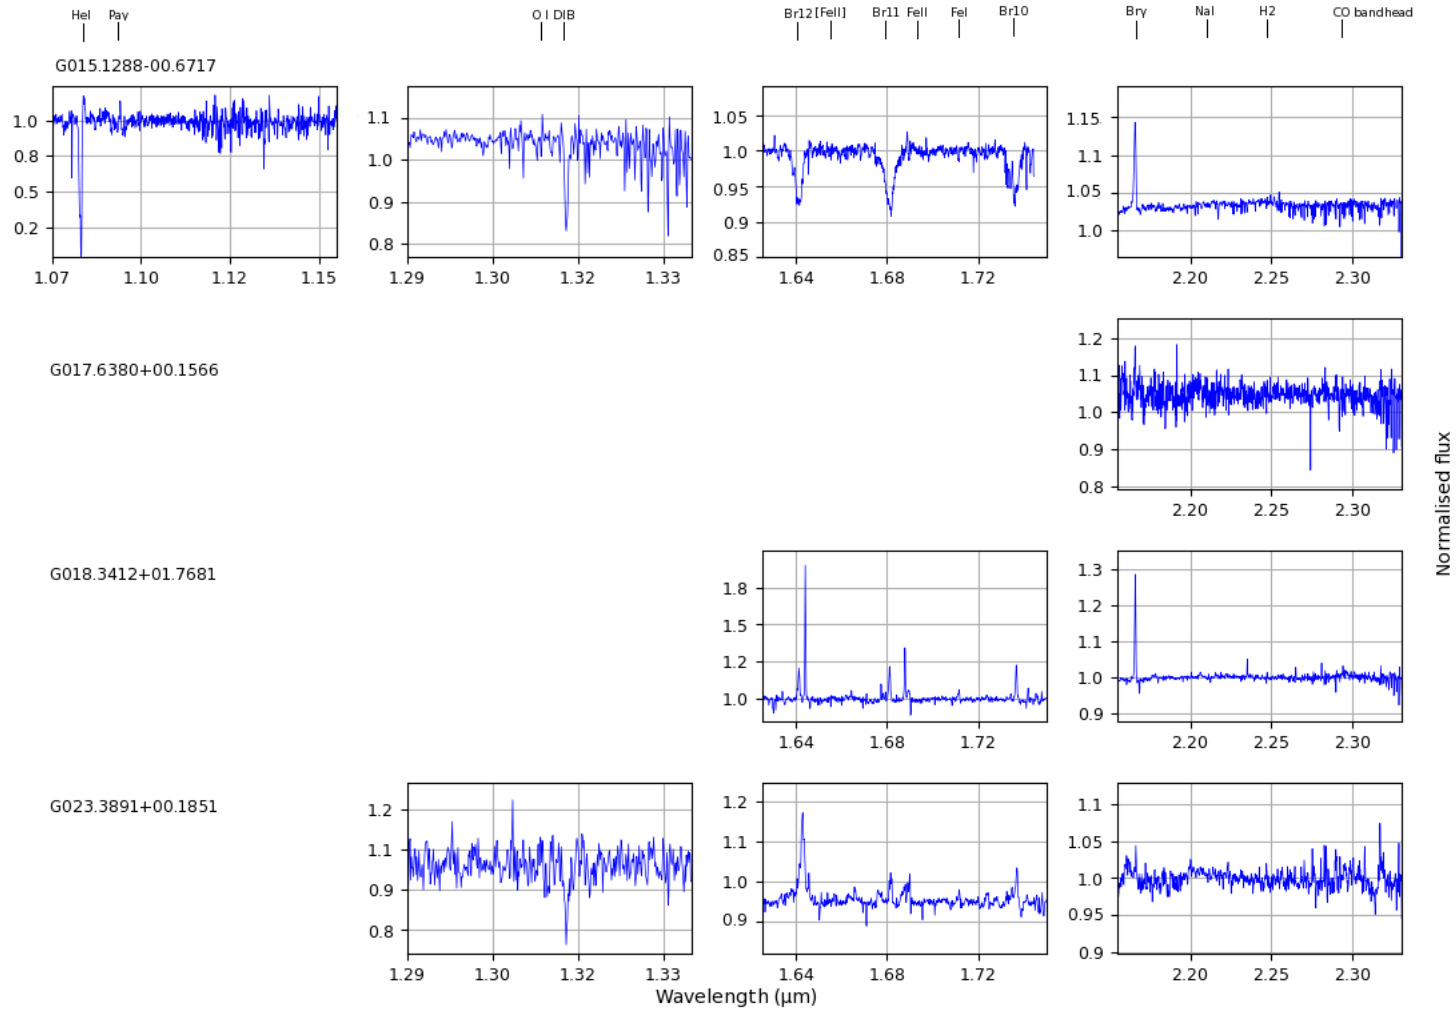 HeI Paγ O I DIB Br12 [FeII] Br11 FeII FeI Br10 Brγ NaI H2 CO bandhead
G015.1288-00.6717
1.0 0.8 0.5 0.2
1.07 1.10 1.12 1.15
1.1 1.0 0.9 0.8
1.29 1.30 1.32 1.33
1.05 1.0 0.95 0.9 0.85
1.64 1.68 1.72
1.15 1.1 1.05 1.0
2.20 2.25 2.30
G017.6380+00.1566
1.2 1.1 1.0 0.9 0.8
2.20 2.25 2.30
Normalised flux
G018.3412+01.7681
1.8 1.5 1.2 1.0
1.64 1.68 1.72
1.3 1.2 1.1 1.0 0.9
2.20 2.25 2.30
G023.3891+00.1851
1.2 1.1 0.9 0.8
1.29 1.30 1.32 1.33
1.2 1.1 1.0 0.9
1.64 1.68 1.72
1.1 1.05 1.0 0.95 0.9
2.20 2.25 2.30
Wavelength (μm)